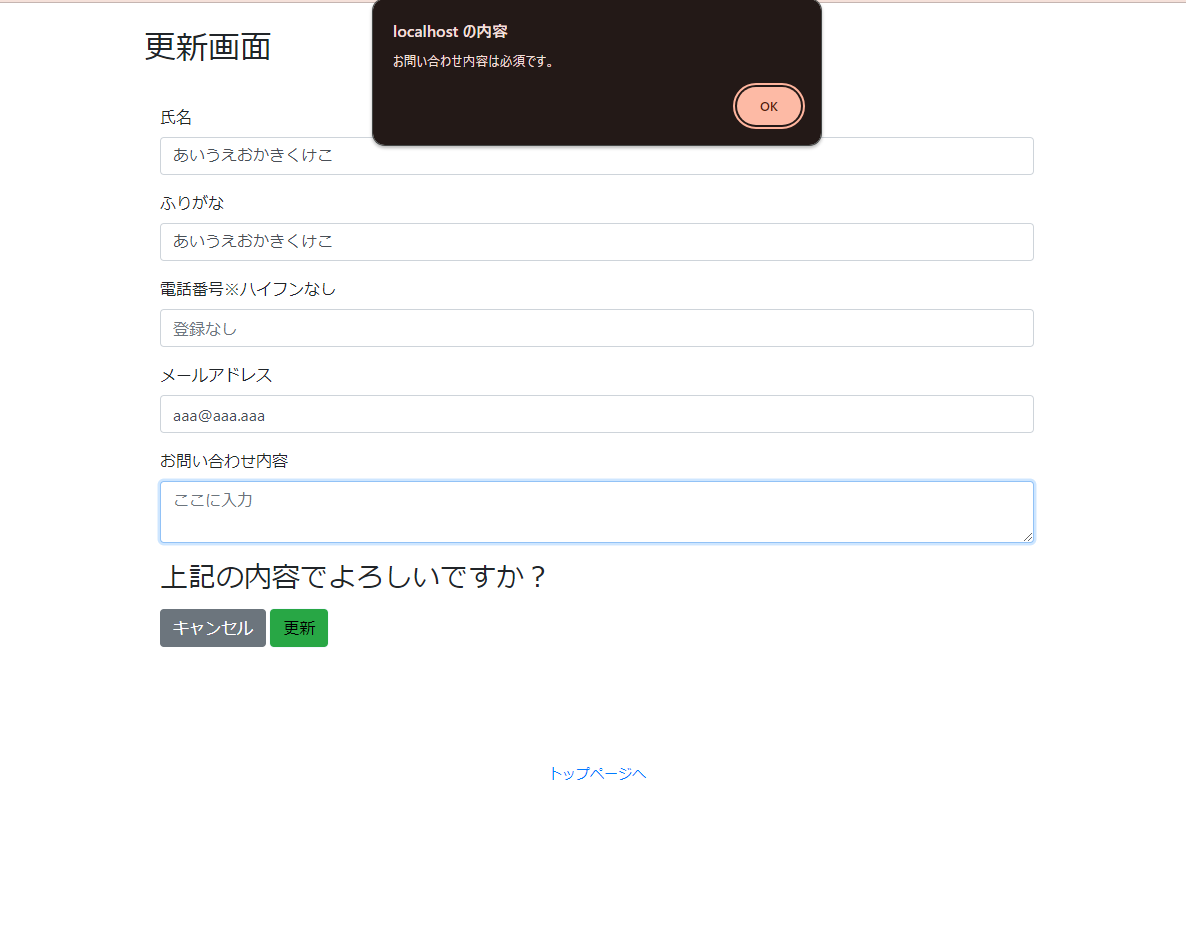 localhost の内容
お問い合わせ内容は必須です。
OK
更新画面
氏名
あいうえおかきくけこ
ふりがな
あいうえおかきくけこ
電話番号※ハイフンなし
登録なし
メールアドレス
aaa@aaa.aaa
お問い合わせ内容
ここに入力
上記の内容でよろしいですか？
キャンセル 更新
トップページへ